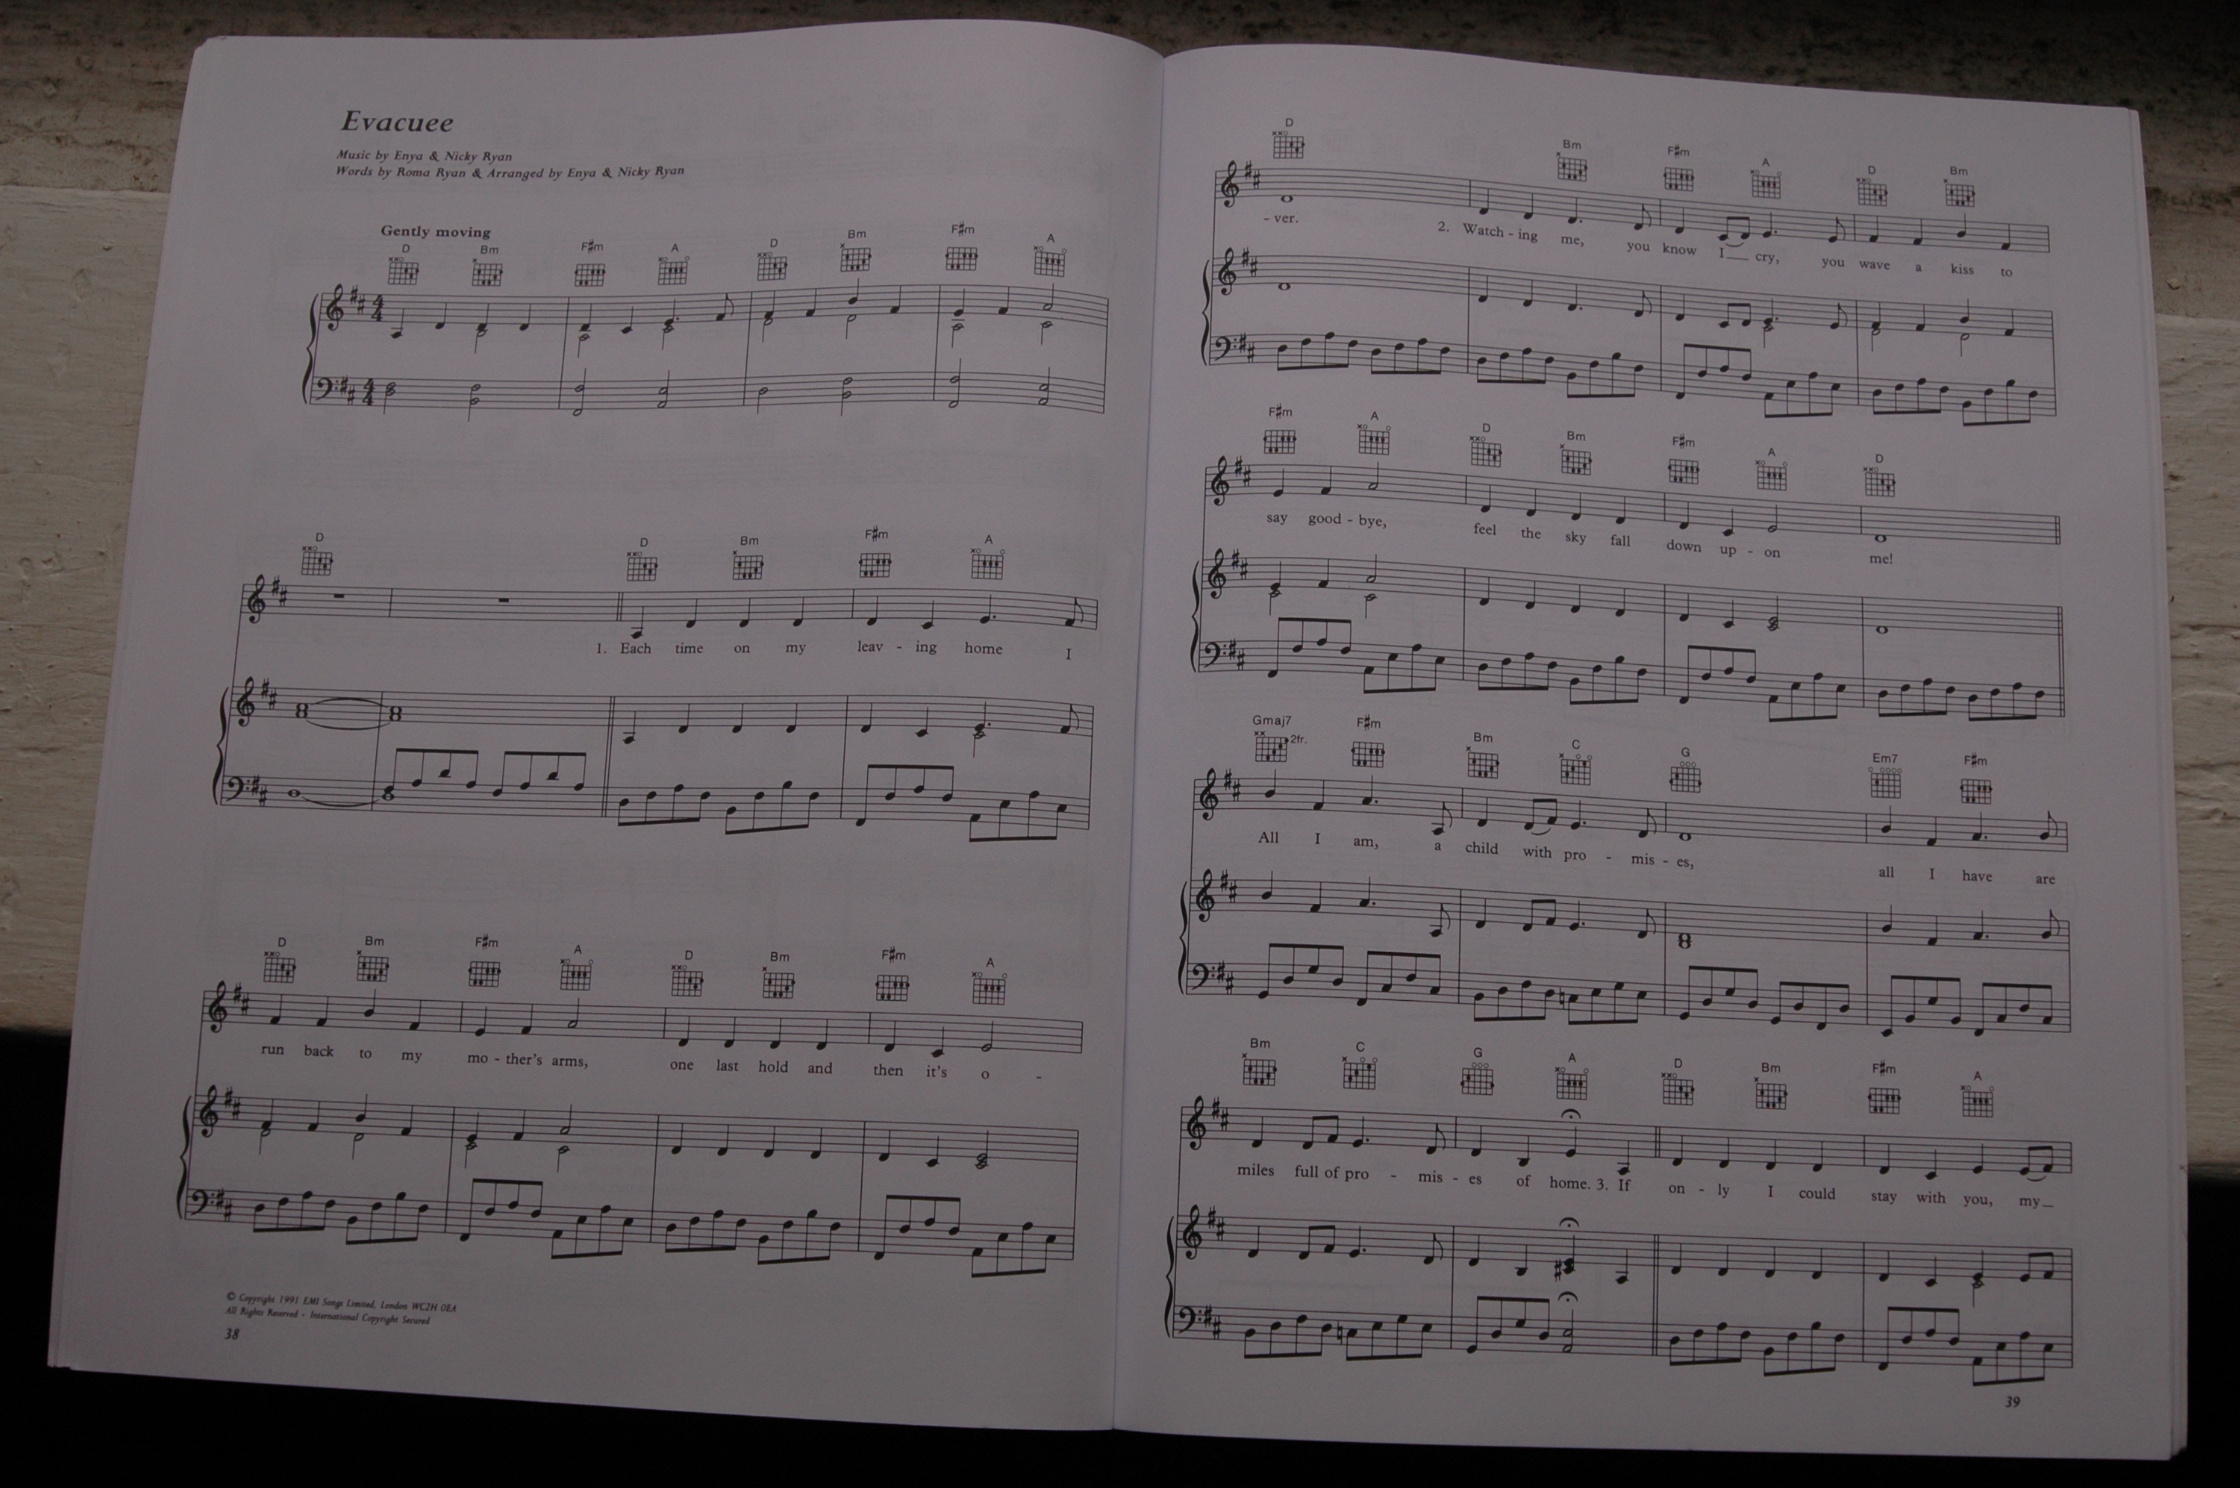 Evacuee
Music by Enya & Nicky Ryan
Words by Roma Ryan & Arranged by Enya & Nicky Ryan
Gently moving
D Bm F♯m A D Bm F♯m A
D D Bm F♯m A
1. Each time on my leav - ing home I
D Bm F♯m A D Bm F♯m A
run back to my mo - ther's arms, one last hold and then it's o -
© Copyright 1991 EMI Songs Limited, London WC2H 0EA
All Rights Reserved - International Copyright Secured
38
D Bm F♯m A D Bm
- ver. 2. Watch - ing me, you know I__ cry, you wave a kiss to
F♯m A D Bm F♯m A D
say good - bye, feel the sky fall down up - on me!
Gmaj7 F♯m Bm C G Em7 F♯m
2fr.
All I am, a child with pro - mis - es, all I have are
Bm C G A D Bm F♯m A
miles full of pro - mis - es of home. 3. If on - ly I could stay with you, my__
39